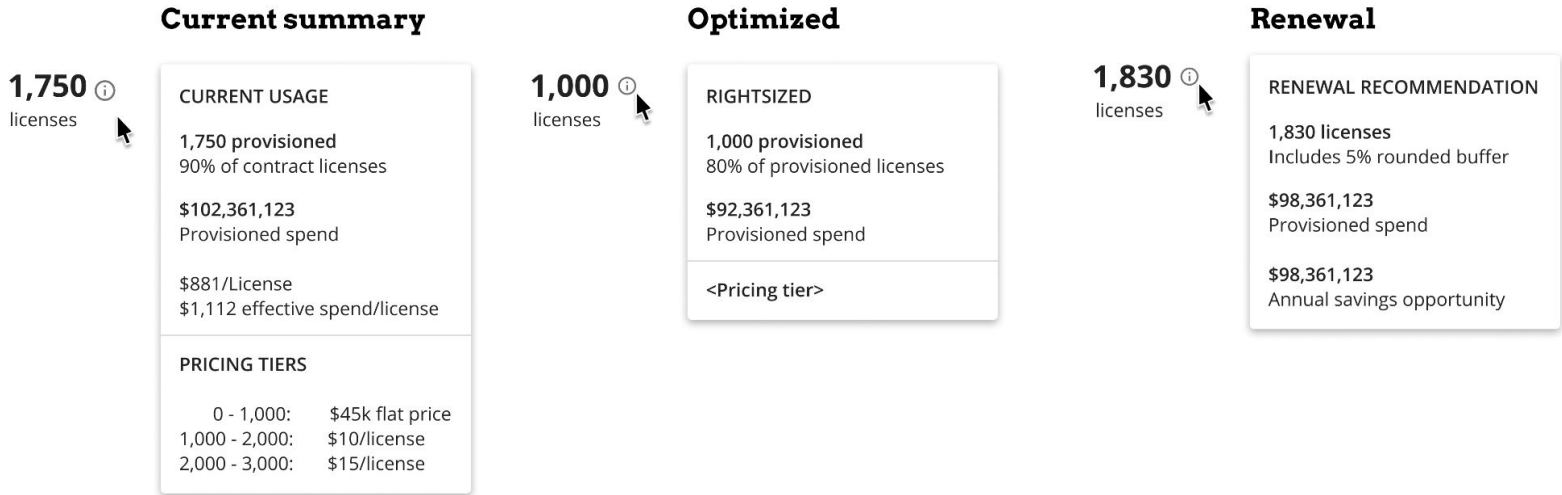 Current summary
1,750
licenses
CURRENT USAGE
1,750 provisioned
90% of contract licenses
$102,361,123
Provisioned spend
$881/License
$1,112 effective spend/license
PRICING TIERS
0 - 1,000: $45k flat price
1,000 - 2,000: $10/license
2,000 - 3,000: $15/license
Optimized
1,000
licenses
RIGHTSIZED
1,000 provisioned
80% of provisioned licenses
$92,361,123
Provisioned spend
<Pricing tier>
Renewal
1,830
licenses
RENEWAL RECOMMENDATION
1,830 licenses
Includes 5% rounded buffer
$98,361,123
Provisioned spend
$98,361,123
Annual savings opportunity